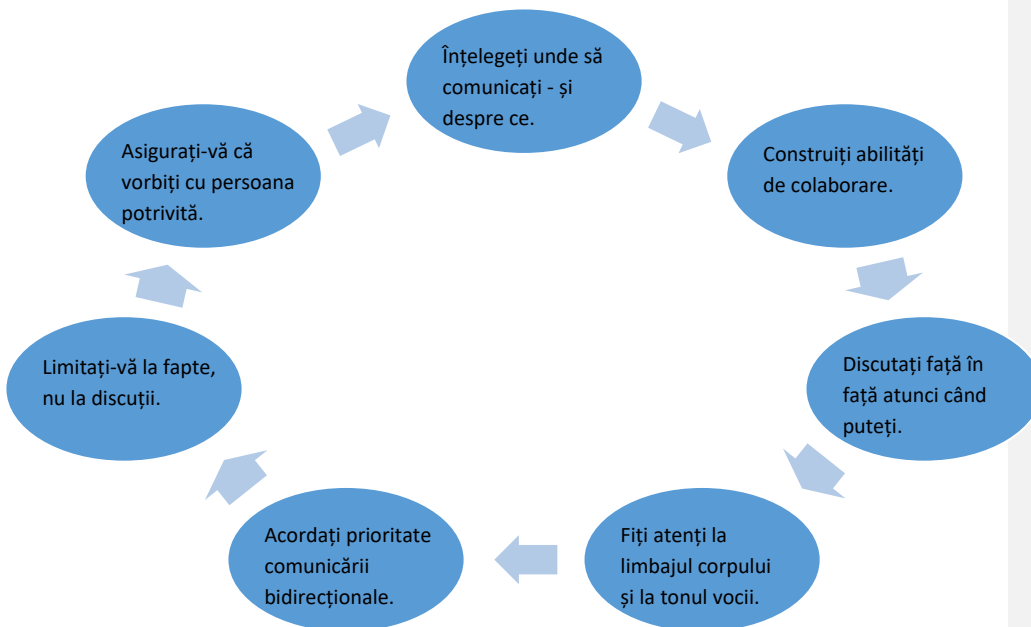 Înțelegeți unde să
comunicați - și
despre ce.
Construiți abilități
de colaborare.
Discutați față în
față atunci când
puteți.
Fiți atenți la
limbajul corpului
și la tonul vocii.
Acordați prioritate
comunicării
bidirecționale.
Limitați-vă la fapte,
nu la discuții.
Asigurați-vă că
vorbiți cu persoana
potrivită.